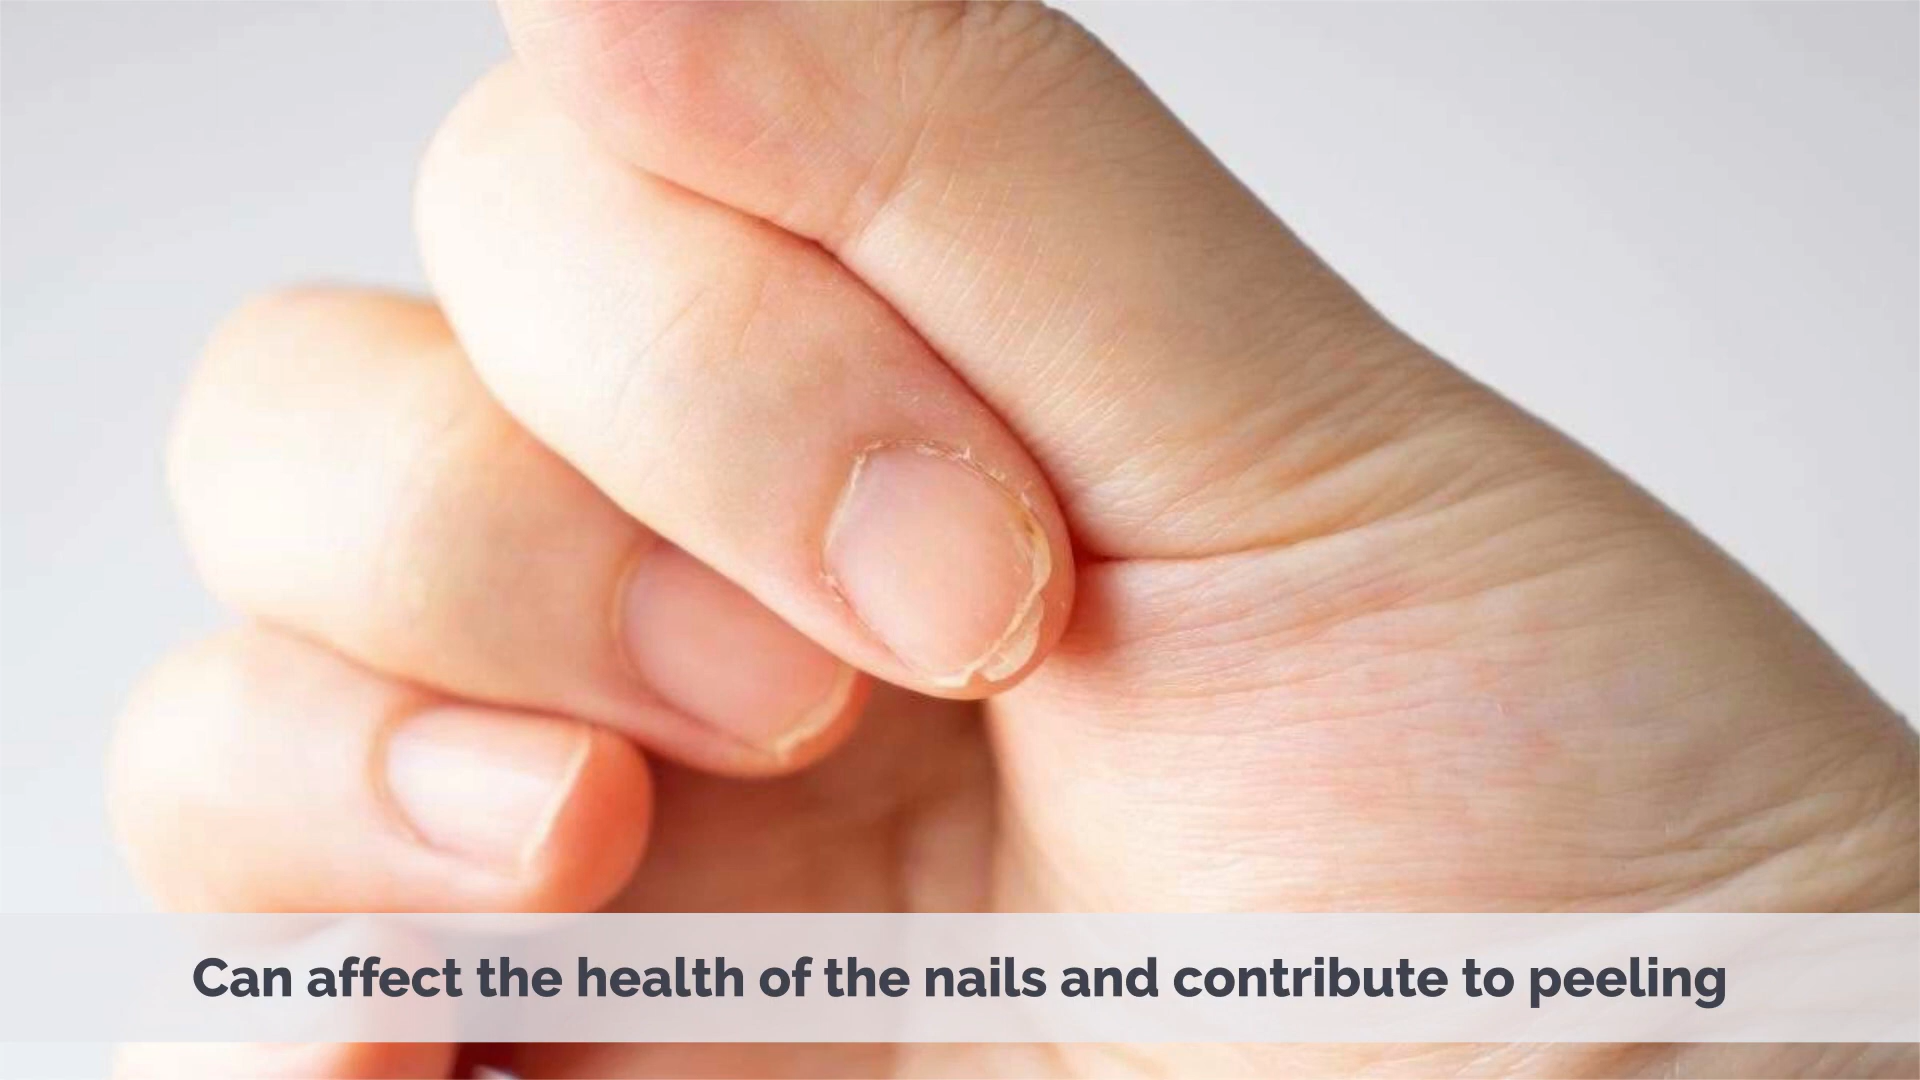 Can affect the health of the nails and contribute to peeling